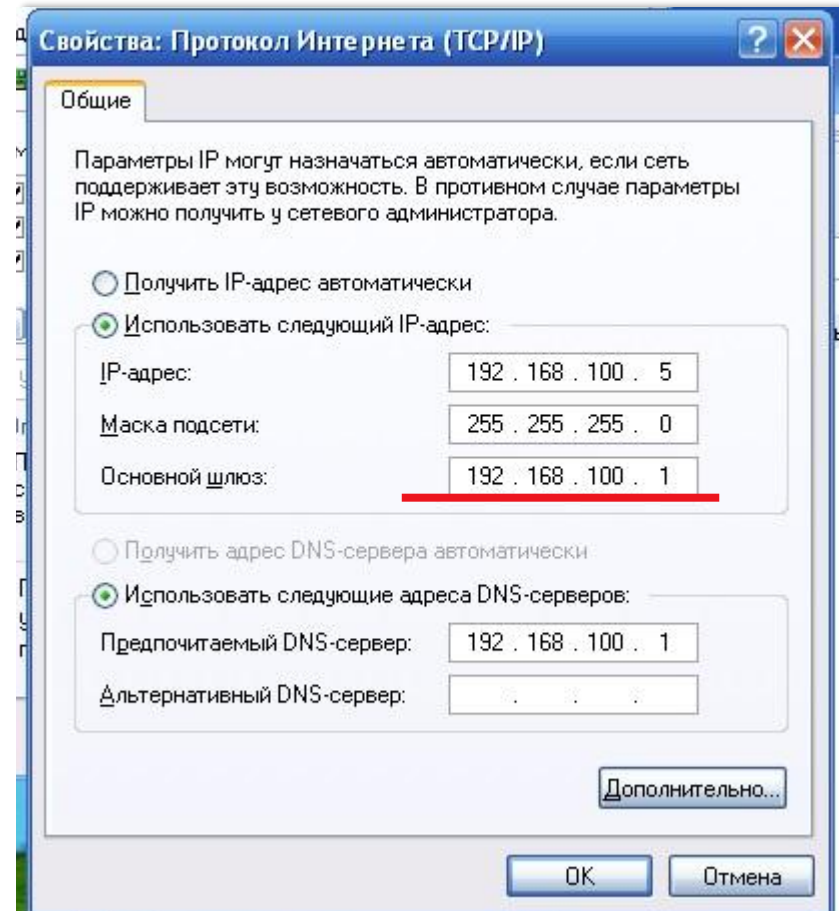 Свойства: Протокол Интернета (TCP/IP)
Общие
Параметры IP могут назначаться автоматически, если сеть
поддерживает эту возможность. В противном случае параметры
IP можно получить у сетевого администратора.
Получить IP-адрес автоматически
Использовать следующий IP-адрес:
IP-адрес: 192 . 168 . 100 . 5
Маска подсети: 255 . 255 . 255 . 0
Основной шлюз: 192 . 168 . 100 . 1
Получить адрес DNS-сервера автоматически
Использовать следующие адреса DNS-серверов:
Предпочитаемый DNS-сервер: 192 . 168 . 100 . 1
Альтернативный DNS-сервер: . . .
Дополнительно...
OK Отмена